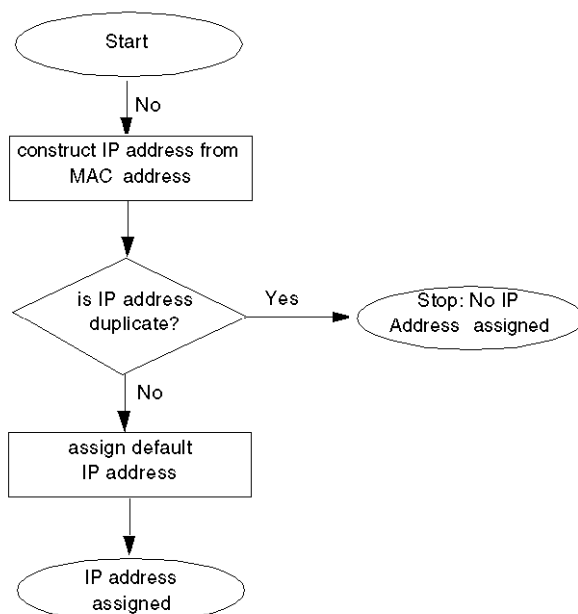 Start
No
construct IP address from
MAC address
is IP address
duplicate?
Yes
Stop: No IP
Address assigned
No
assign default
IP address
IP address
assigned